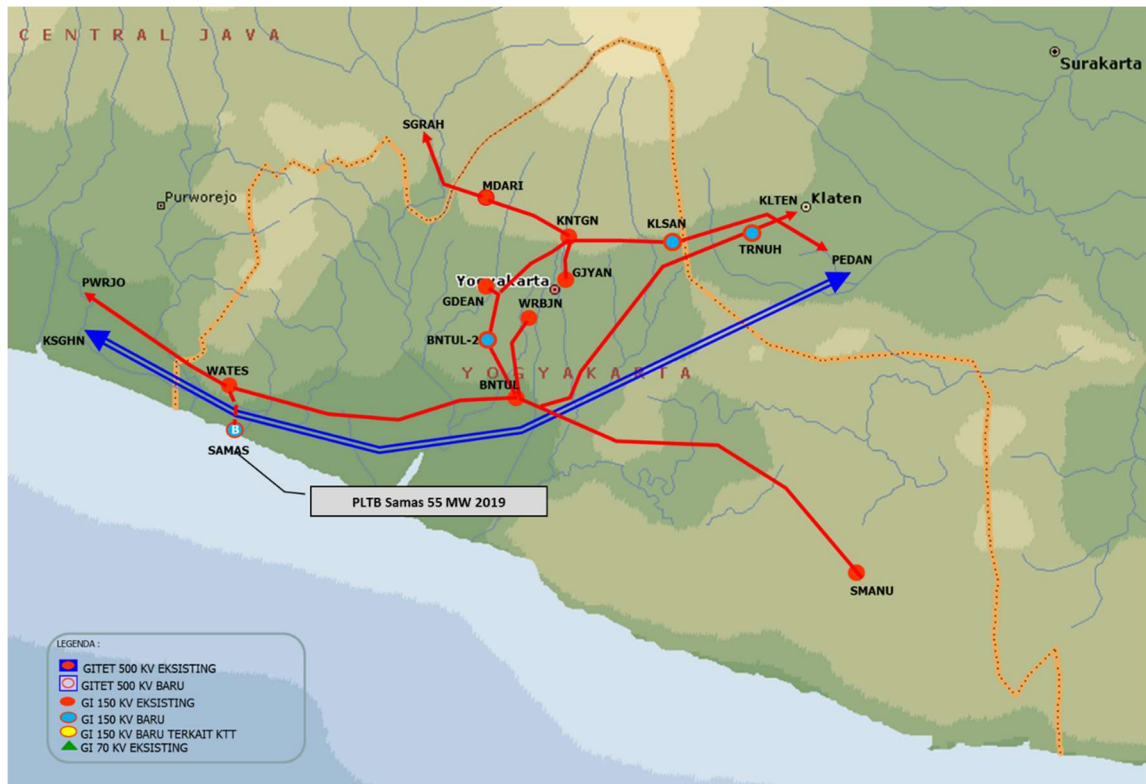 CENTRAL JAVA
Surakarta
SGRAH
Purworejo
MDARI
KLTEN
Klaten
KNTGN
KLSAN
TRNUH
PEDAN
PWRJO
Yogyakarta
GJYAN
GDEAN
WRBJN
KSGHN
BNTUL-2
YOGYAKARTA
WATES
BNTUL
B
SAMAS
PLTB Samas 55 MW 2019
SMANU
LEGENDA :
GITET 500 KV EKSISTING
GITET 500 KV BARU
GI 150 KV EKSISTING
GI 150 KV BARU
GI 150 KV BARU TERKAIT KTT
GI 70 KV EKSISTING